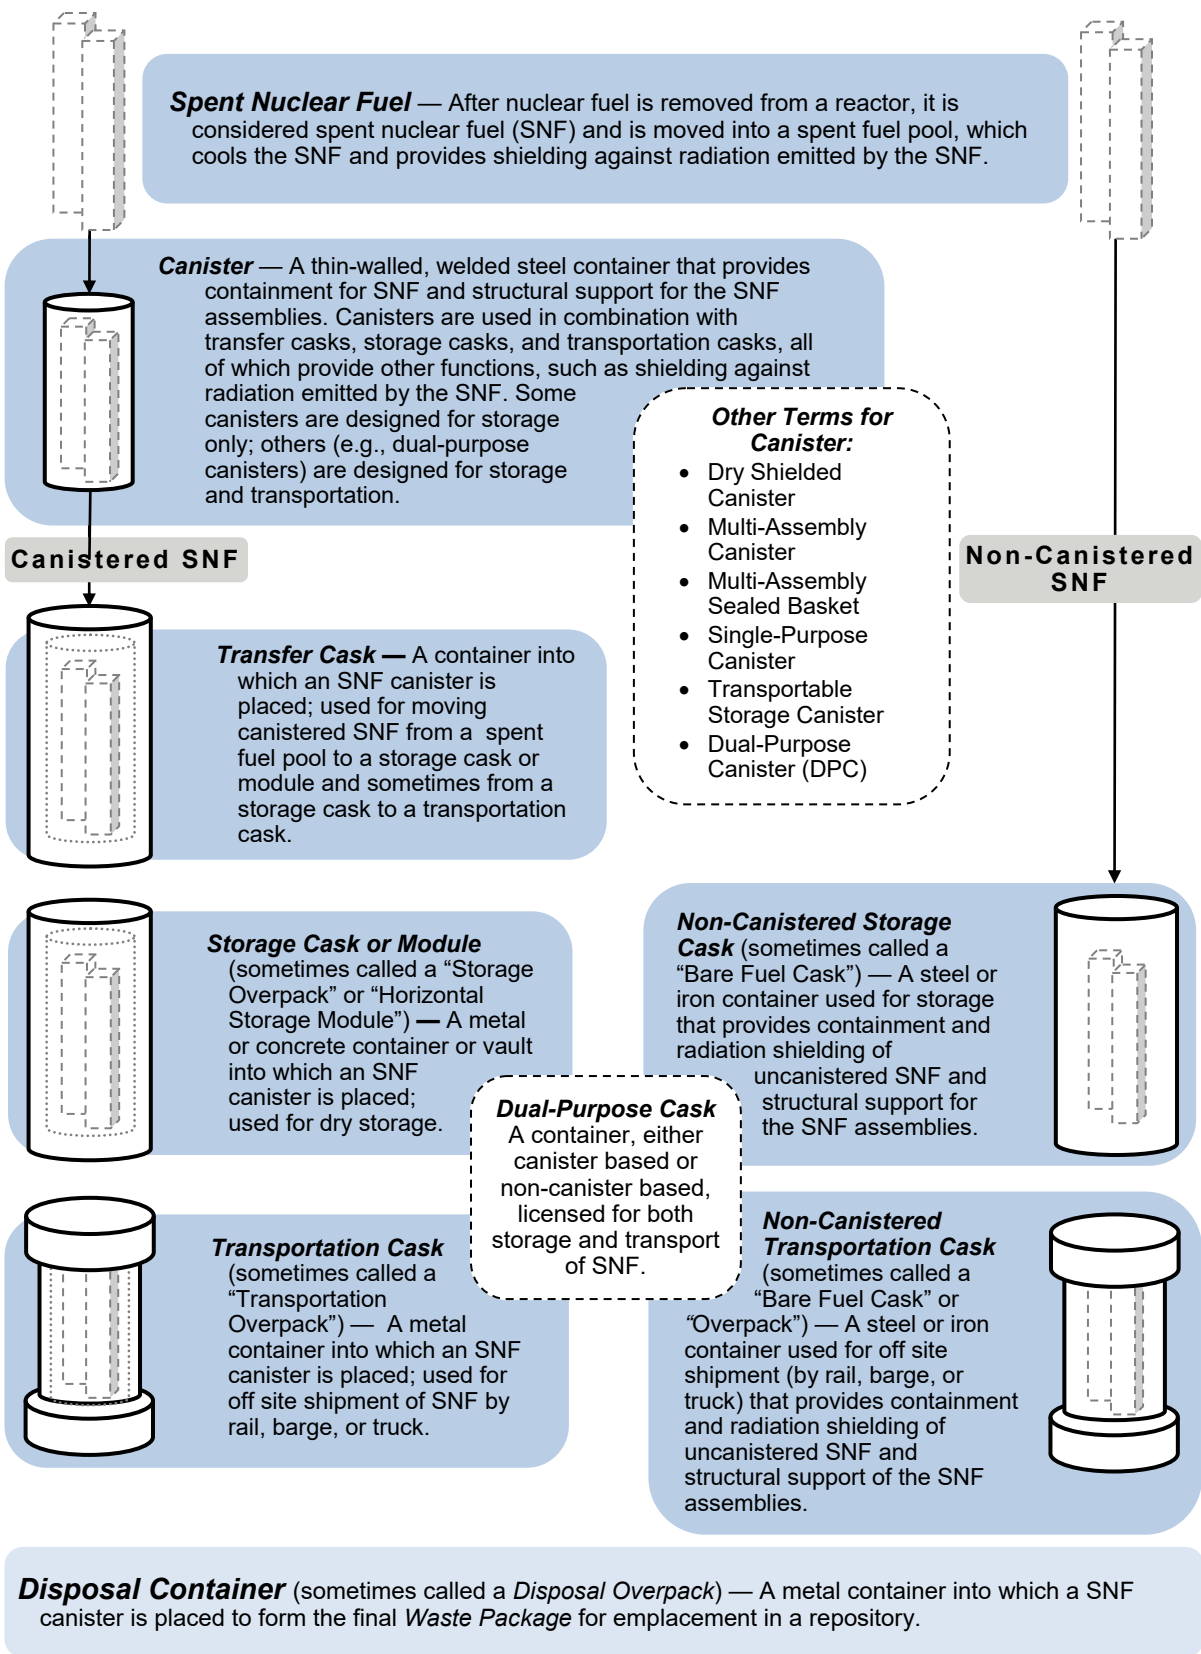 Spent Nuclear Fuel — After nuclear fuel is removed from a reactor, it is
considered spent nuclear fuel (SNF) and is moved into a spent fuel pool, which
cools the SNF and provides shielding against radiation emitted by the SNF.
Canister — A thin-walled, welded steel container that provides
containment for SNF and structural support for the SNF
assemblies. Canisters are used in combination with
transfer casks, storage casks, and transportation casks, all
of which provide other functions, such as shielding against
radiation emitted by the SNF. Some
canisters are designed for storage
only; others (e.g., dual-purpose
canisters) are designed for storage
and transportation.
Other Terms for
Canister:
• Dry Shielded
Canister
• Multi-Assembly
Canister
• Multi-Assembly
Sealed Basket
• Single-Purpose
Canister
• Transportable
Storage Canister
• Dual-Purpose
Canister (DPC)
Canistered SNF
Non-Canistered
SNF
Transfer Cask — A container into
which an SNF canister is
placed; used for moving
canistered SNF from a spent
fuel pool to a storage cask or
module and sometimes from a
storage cask to a transportation
cask.
Storage Cask or Module
(sometimes called a “Storage
Overpack” or “Horizontal
Storage Module”) — A metal
or concrete container or vault
into which an SNF
canister is placed;
used for dry storage.
Non-Canistered Storage
Cask (sometimes called a
“Bare Fuel Cask”) — A steel or
iron container used for storage
that provides containment and
radiation shielding of
uncanistered SNF and
structural support for
the SNF assemblies.
Dual-Purpose Cask
A container, either
canister based or
non-canister based,
licensed for both
storage and transport
of SNF.
Transportation Cask
(sometimes called a
“Transportation
Overpack”) — A metal
container into which an SNF
canister is placed; used for
off site shipment of SNF by
rail, barge, or truck.
Non-Canistered
Transportation Cask
(sometimes called a
“Bare Fuel Cask” or
“Overpack”) — A steel or iron
container used for off site
shipment (by rail, barge, or
truck) that provides containment
and radiation shielding of
uncanistered SNF and
structural support of the SNF
assemblies.
Disposal Container (sometimes called a Disposal Overpack) — A metal container into which a SNF
canister is placed to form the final Waste Package for emplacement in a repository.